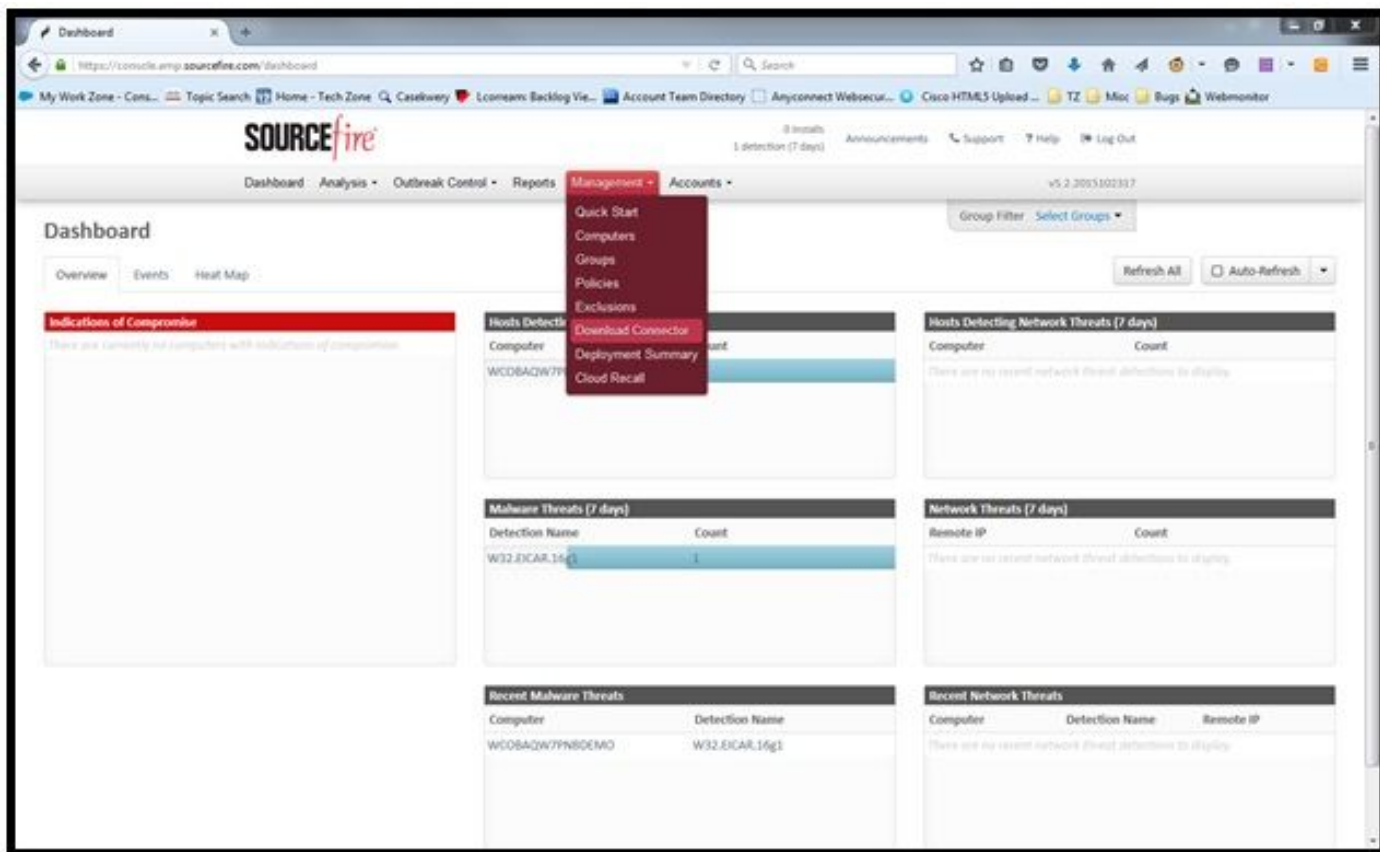 Dashboard
https://console.amp.sourcefire.com/dashboard
Search
My Work Zone - Cons... Topic Search Home - Tech Zone Casekwery Lconeam: Backlog Vie... Account Team Directory Anyconnect Websecur... Cisco HTML5 Upload ... TZ Misc Bugs Webmonitor
SOURCEfire
0 installs
1 detection (7 days)
Announcements Support ? Help Log Out
Dashboard Analysis Outbreak Control Reports Management Accounts
v5.2.2015102317
Quick Start
Computers
Groups
Policies
Exclusions
Download Connector
Deployment Summary
Cloud Recall
Group Filter Select Groups
Dashboard
Overview Events Heat Map
Refresh All Auto-Refresh
Indications of Compromise
There are currently no computers with indications of compromise.
Hosts Detecti
Computer unt
WCOBAQW7P
Hosts Detecting Network Threats (7 days)
Computer Count
There are no recent network threat detections to display.
Malware Threats (7 days)
Detection Name Count
W32.EICAR.16g1 1
Network Threats (7 days)
Remote IP Count
There are no recent network threat detections to display.
Recent Malware Threats
Computer Detection Name
WCOBAQW7PNBDEMO W32.EICAR.16g1
Recent Network Threats
Computer Detection Name Remote IP
There are no recent network threat detections to display.